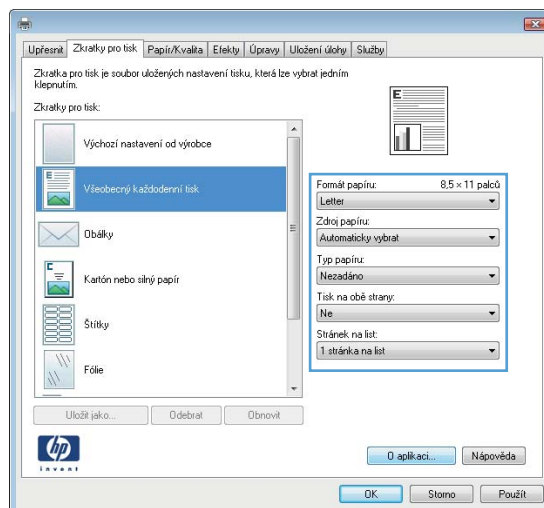 Upřesnit Zkratky pro tisk Papír/Kvalita Efekty Úpravy Uložení úlohy Služby
Zkratka pro tisk je soubor uložených nastavení tisku, která lze vybrat jedním
klepnutím.
Zkratky pro tisk:
Výchozí nastavení od výrobce
E
Všeobecný každodenní tisk
Obálky
C
Kartón nebo silný papír
Štítky
Fólie
E
Formát papíru: 8,5 × 11 palců
Letter
Zdroj papíru:
Automaticky vybrat
Typ papíru:
Nezadáno
Tisk na obě strany:
Ne
Stránek na list:
1 stránka na list
Uložit jako... Odebrat Obnovit
hp
invent
O aplikaci... Nápověda
OK Storno Použít